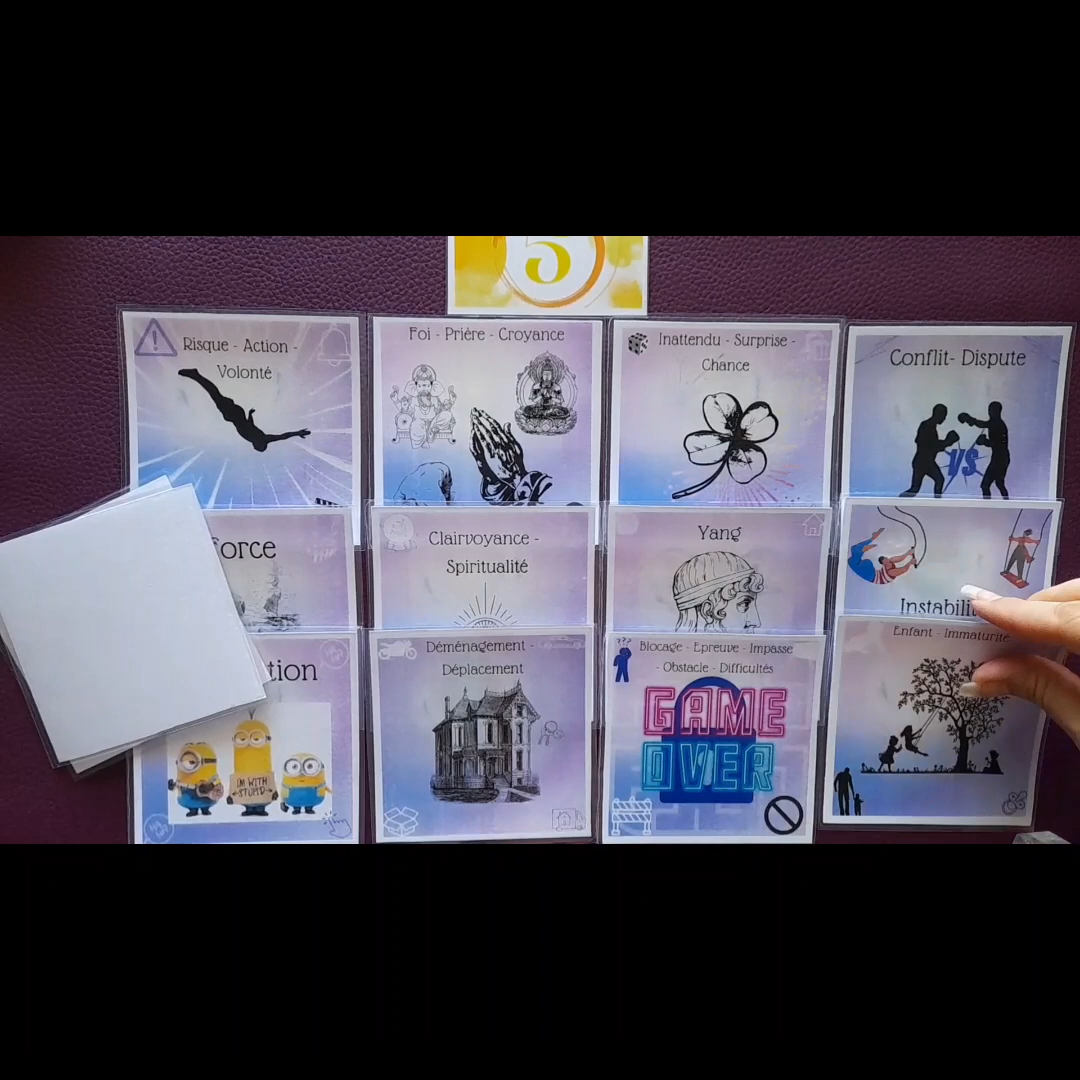 5
Risque - Action -
Volonté
Foi - Prière - Croyance
Inattendu - Surprise -
Chance
Conflit- Dispute
VS
orce
Clairvoyance -
Spiritualité
Yang
Instabili
tion
I'M WITH
STUPID
Déménagement -
Déplacement
???
Blocage - Epreuve - Impasse
- Obstacle - Difficultés
GAME
OVER
Enfant - Immaturité